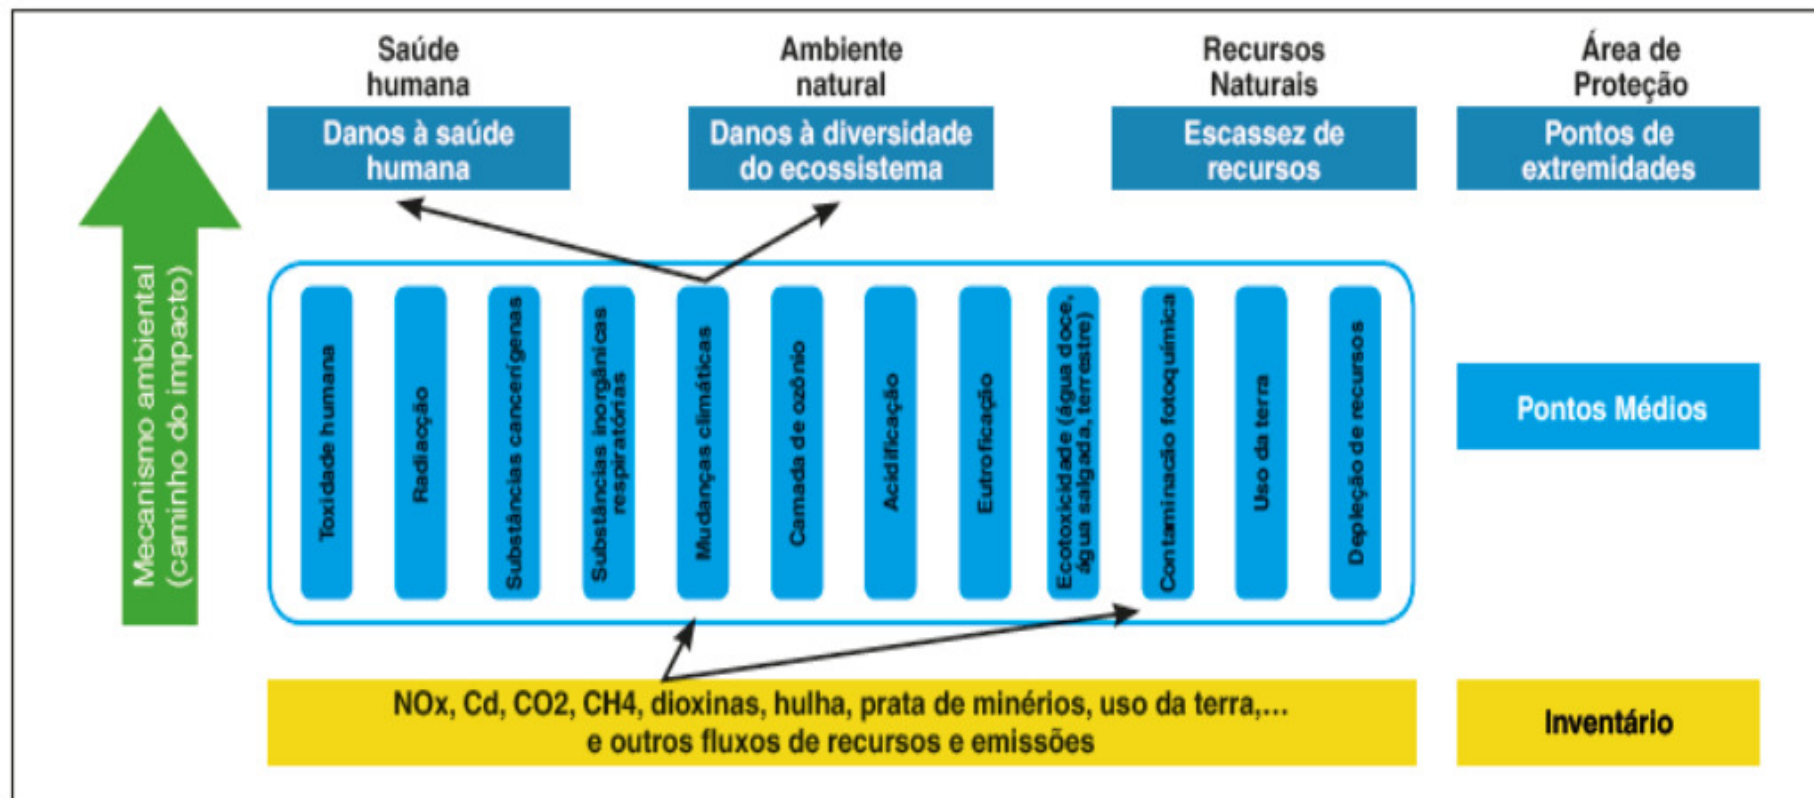 Saúde
humana
Ambiente
natural
Recursos
Naturais
Área de
Proteção
Danos à saúde
humana
Danos à diversidade
do ecossistema
Escassez de
recursos
Pontos de
extremidades
Mecanismo ambiental
(caminho do impacto)
Toxidade humana
Radiacção
Substâncias cancerígenas
Substâncias inorgânicas
respiratórias
Mudanças climáticas
Camada de ozônio
Acidificação
Eutroficação
Ecotoxicidade (água doce,
água salgada, terrestre)
Contaminacão fotoquímica
Uso da terra
Depleção de recursos
Pontos Médios
NOx, Cd, CO2, CH4, dioxinas, hulha, prata de minérios, uso da terra,...
e outros fluxos de recursos e emissões
Inventário